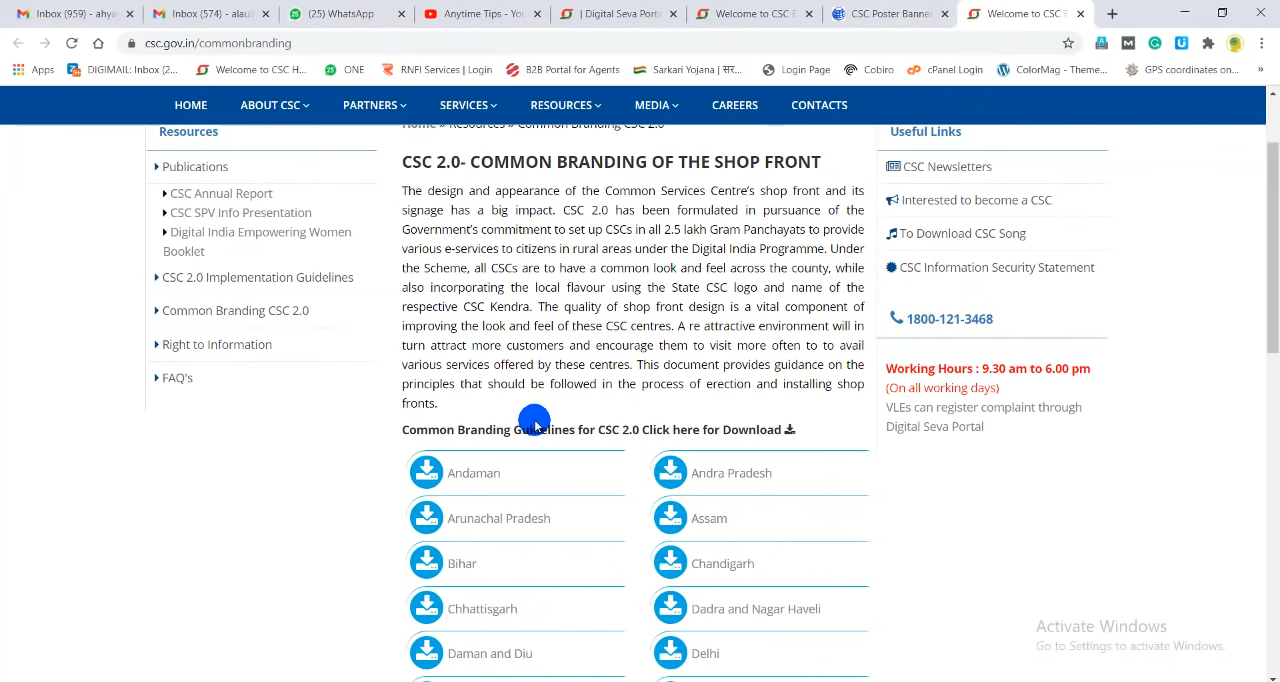 Inbox (959) - ahye
Inbox (574) - alaull
(25) WhatsApp
Anytime Tips - You
| Digital Seva Porta
Welcome to CSC E
CSC Poster Banner
Welcome to CSC E
csc.gov.in/commonbranding
Apps
DIGIMAIL: Inbox (2...
Welcome to CSC H...
ONE
RNFI Services | Login
B2B Portal for Agents
Sarkari Yojana | सर...
Login Page
Cobiro
cPanel Login
ColorMag - Theme...
GPS coordinates on...
»
HOME
ABOUT CSC
PARTNERS
SERVICES
RESOURCES
MEDIA
CAREERS
CONTACTS
Home » Resources » Common Branding CSC 2.0
Resources
Publications
CSC Annual Report
CSC SPV Info Presentation
Digital India Empowering Women
Booklet
CSC 2.0 Implementation Guidelines
Common Branding CSC 2.0
Right to Information
FAQ's
CSC 2.0- COMMON BRANDING OF THE SHOP FRONT
The design and appearance of the Common Services Centre's shop front and its
signage has a big impact. CSC 2.0 has been formulated in pursuance of the
Government's commitment to set up CSCs in all 2.5 lakh Gram Panchayats to provide
various e-services to citizens in rural areas under the Digital India Programme. Under
the Scheme, all CSCs are to have a common look and feel across the county, while
also incorporating the local flavour using the State CSC logo and name of the
respective CSC Kendra. The quality of shop front design is a vital component of
improving the look and feel of these CSC centres. A re attractive environment will in
turn attract more customers and encourage them to visit more often to to avail
various services offered by these centres. This document provides guidance on the
principles that should be followed in the process of erection and installing shop
fronts.
Common Branding Guidelines for CSC 2.0 Click here for Download
Andaman
Andra Pradesh
Arunachal Pradesh
Assam
Bihar
Chandigarh
Chhattisgarh
Dadra and Nagar Haveli
Daman and Diu
Delhi
Useful Links
CSC Newsletters
Interested to become a CSC
To Download CSC Song
CSC Information Security Statement
1800-121-3468
Working Hours : 9.30 am to 6.00 pm
(On all working days)
VLEs can register complaint through
Digital Seva Portal
Activate Windows
Go to Settings to activate Windows.